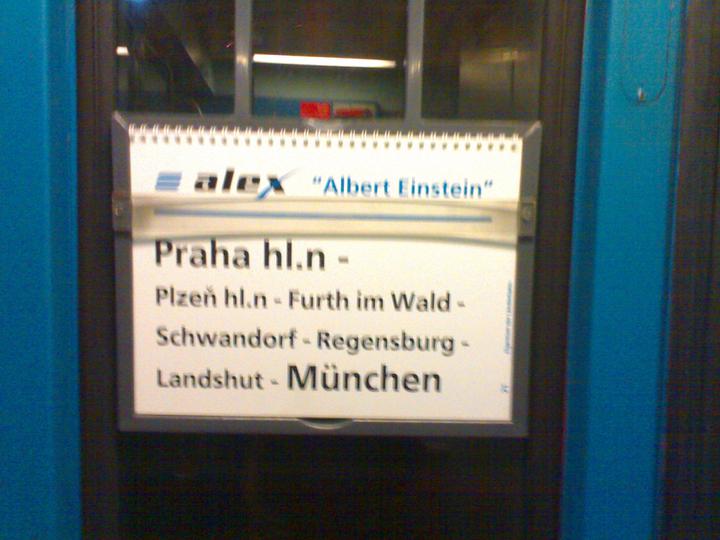 alex "Albert Einstein"
Praha hl.n -
Plzeň hl.n - Furth im Wald -
Schwandorf - Regensburg -
Landshut - München